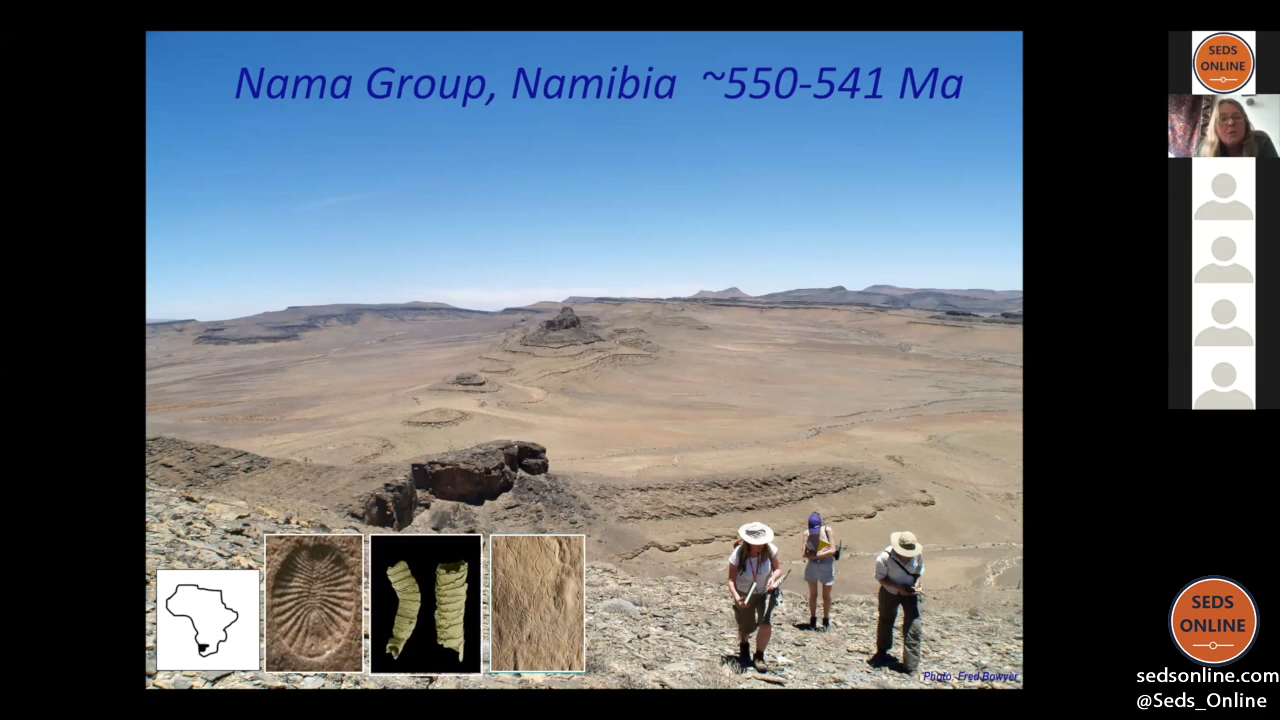 Nama Group, Namibia ~550-541 Ma
SEDS
ONLINE
Photo: Fred Bowyer
SEDS
ONLINE
sedsonline.com
@Seds_Online